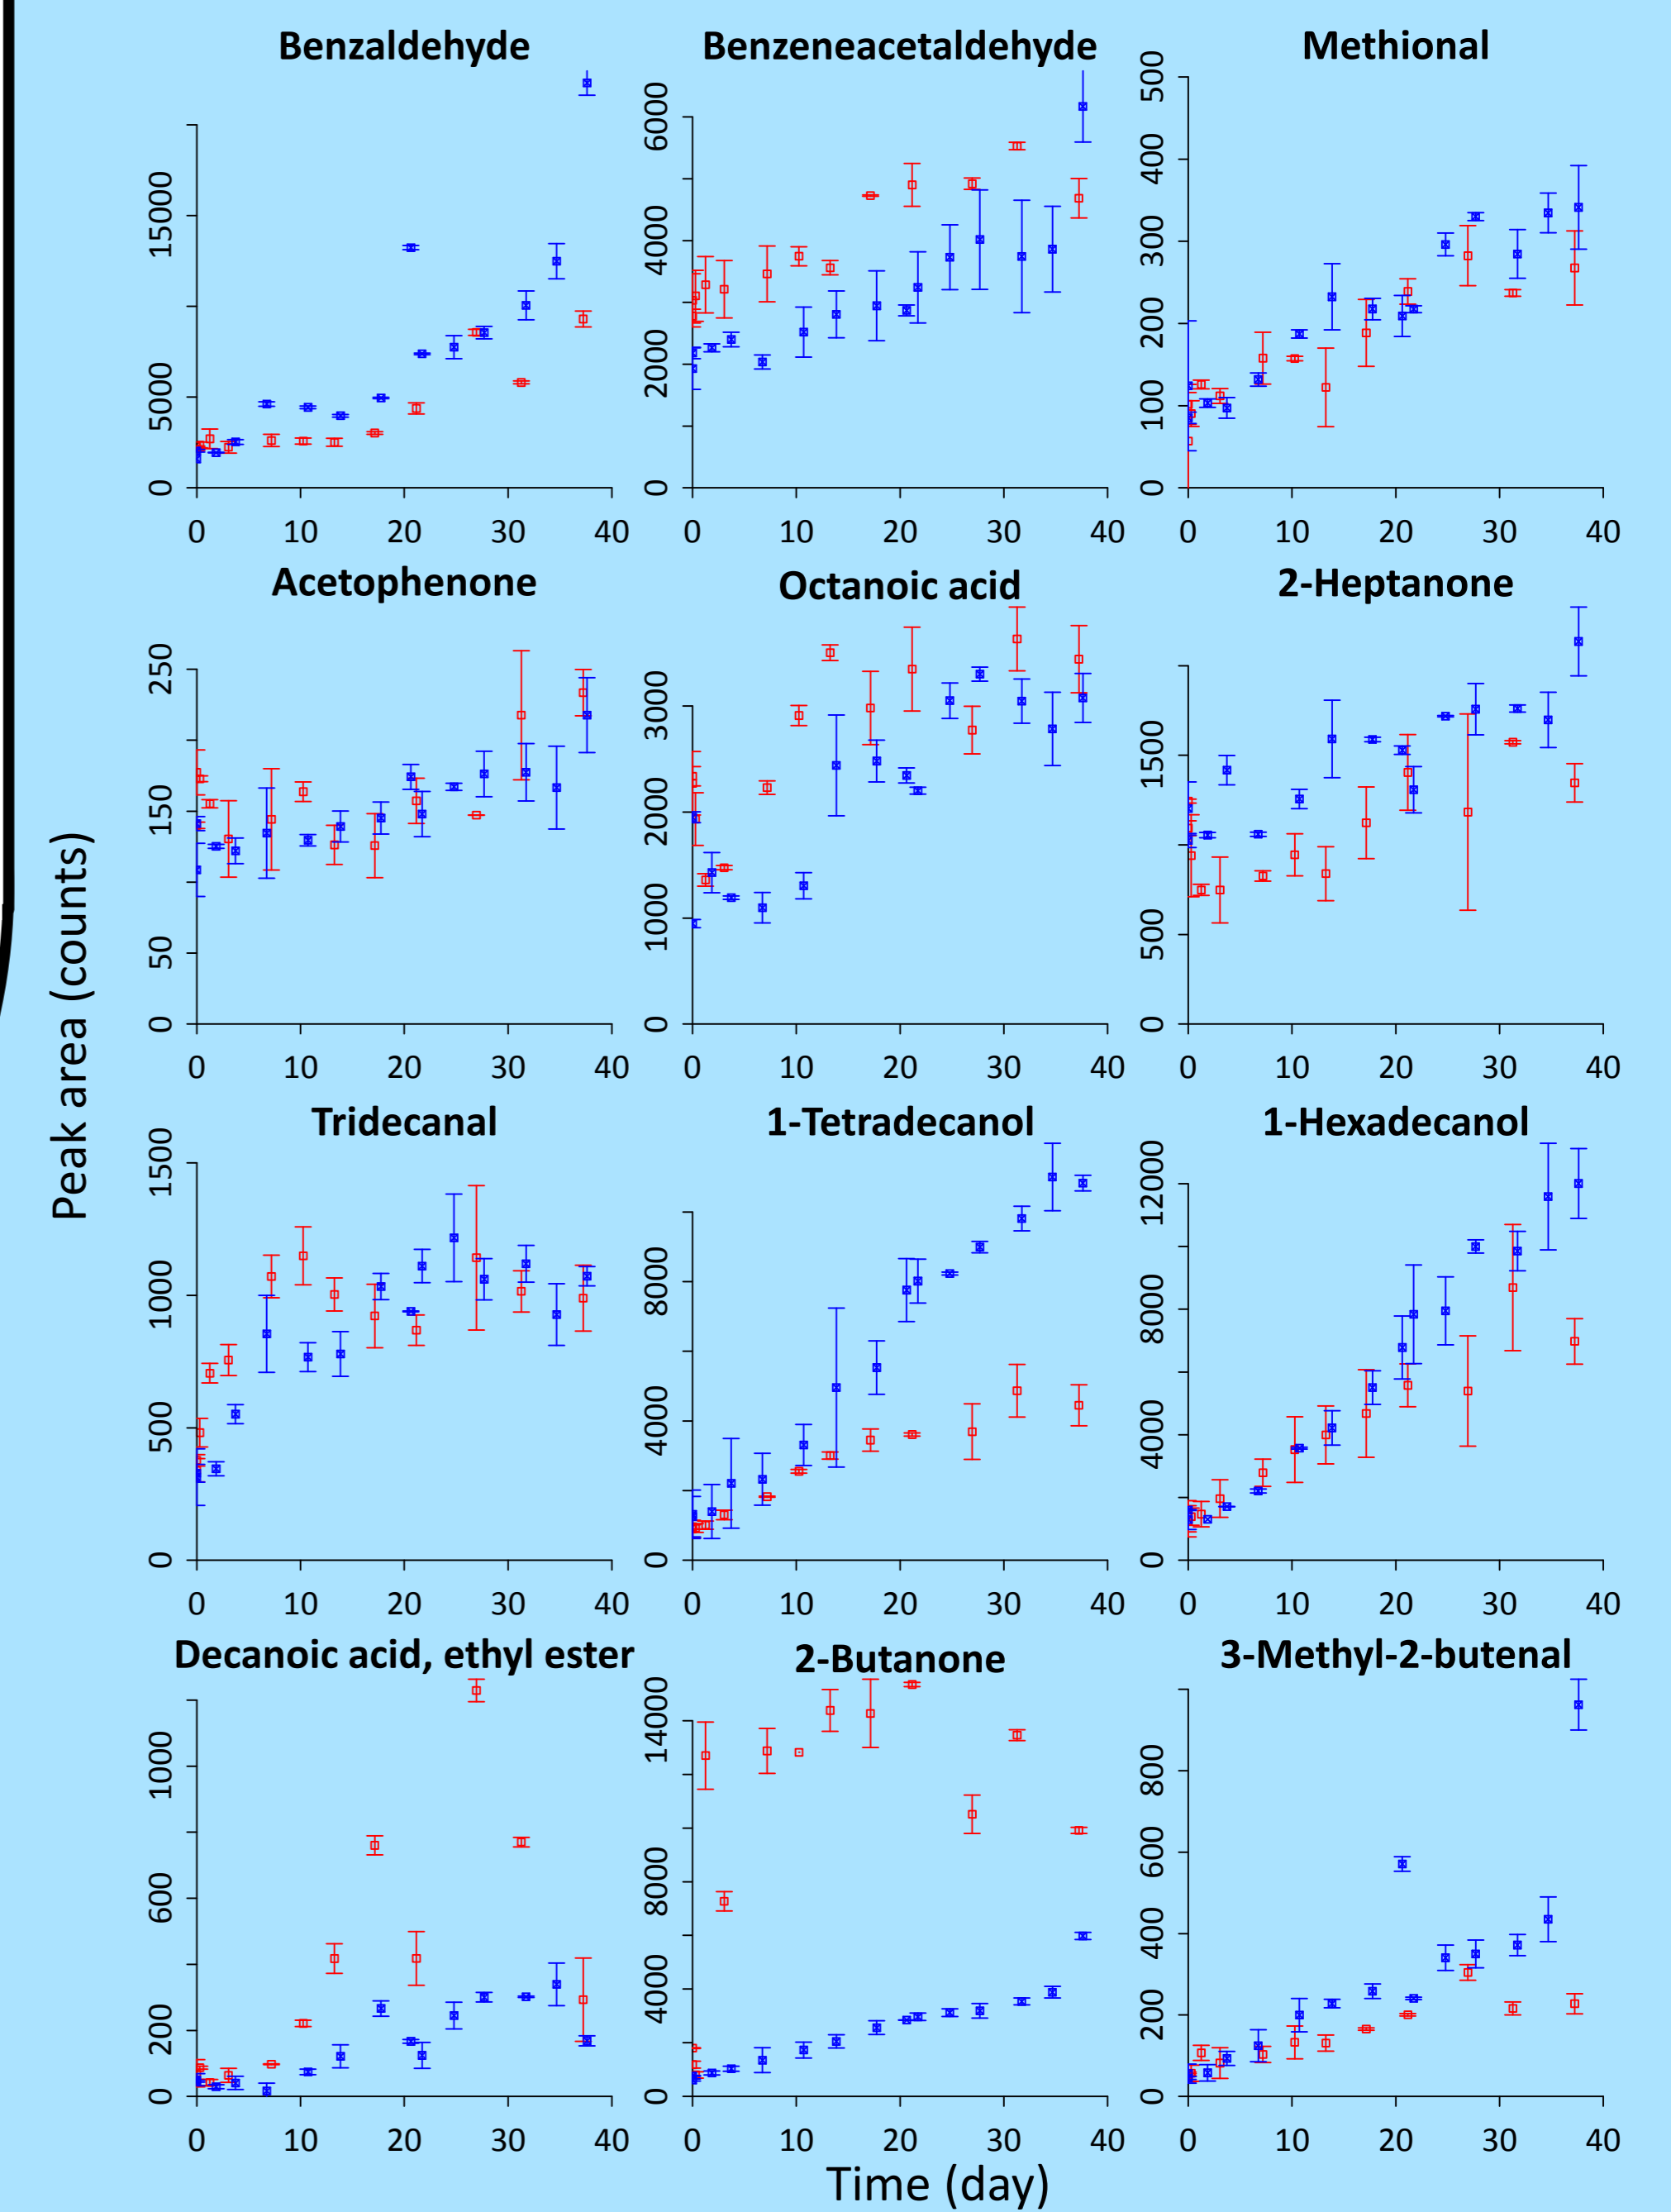 Benzaldehyde Benzeneacetaldehyde Methional
15000 6000 500
5000 4000 400
0 2000 300
0 200
100
0
0 10 20 30 40 0 10 20 30 40 0 10 20 30 40
Acetophenone Octanoic acid 2-Heptanone
250 3000 1500
150 2000 500
50 1000 0
0 0
0 10 20 30 40 0 10 20 30 40 0 10 20 30 40
Peak area (counts)
Tridecanal 1-Tetradecanol 1-Hexadecanol
1500 8000 12000
1000 4000 8000
500 0 4000
0 0
0 10 20 30 40 0 10 20 30 40 0 10 20 30 40
Decanoic acid, ethyl ester 2-Butanone 3-Methyl-2-butenal
1000 14000 800
600 8000 600
200 4000 400
0 0 200
0
0 10 20 30 40 0 10 20 30 40 0 10 20 30 40
Time (day)